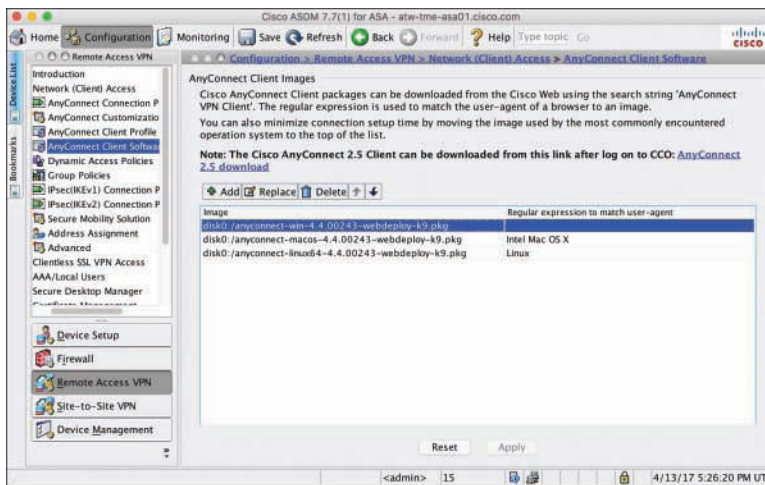 Cisco ASDM 7.7(1) for ASA - atw-tme-asa01.cisco.com
Home Configuration Monitoring Save Refresh Back Forward Help Type topic Go
CISCO
Device List
Bookmarks
Remote Access VPN
Introduction
Network (Client) Access
AnyConnect Connection P
AnyConnect Customizatio
AnyConnect Client Profile
AnyConnect Client Softwa
Dynamic Access Policies
Group Policies
IPsec(IKEv1) Connection P
IPsec(IKEv2) Connection P
Secure Mobility Solution
Address Assignment
Advanced
Clientless SSL VPN Access
AAA/Local Users
Secure Desktop Manager
Device Setup
Firewall
Remote Access VPN
Site-to-Site VPN
Device Management
Configuration > Remote Access VPN > Network (Client) Access > AnyConnect Client Software
AnyConnect Client Images
Cisco AnyConnect Client packages can be downloaded from the Cisco Web using the search string 'AnyConnect
VPN Client'. The regular expression is used to match the user-agent of a browser to an image.
You can also minimize connection setup time by moving the image used by the most commonly encountered
operation system to the top of the list.
Note: The Cisco AnyConnect 2.5 Client can be downloaded from this link after log on to CCO: AnyConnect
2.5 download
Add Replace Delete
Image Regular expression to match user-agent
disk0:/anyconnect-win-4.4.00243-webdeploy-k9.pkg
disk0:/anyconnect-macos-4.4.00243-webdeploy-k9.pkg Intel Mac OS X
disk0:/anyconnect-linux64-4.4.00243-webdeploy-k9.pkg Linux
Reset Apply
<admin> 15 4/13/17 5:26:20 PM UT